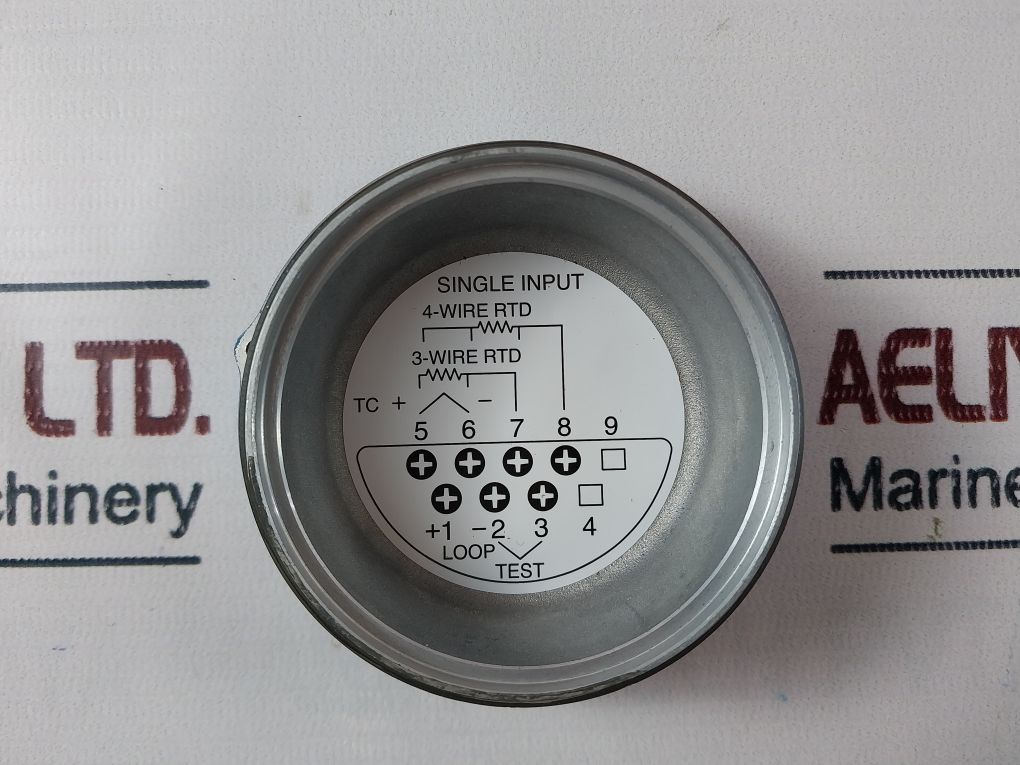 SINGLE INPUT
4-WIRE RTD
3-WIRE RTD
TC + −
5 6 7 8 9
+1 −2 3 4
LOOP
TEST
LTD.
chinery
Marine